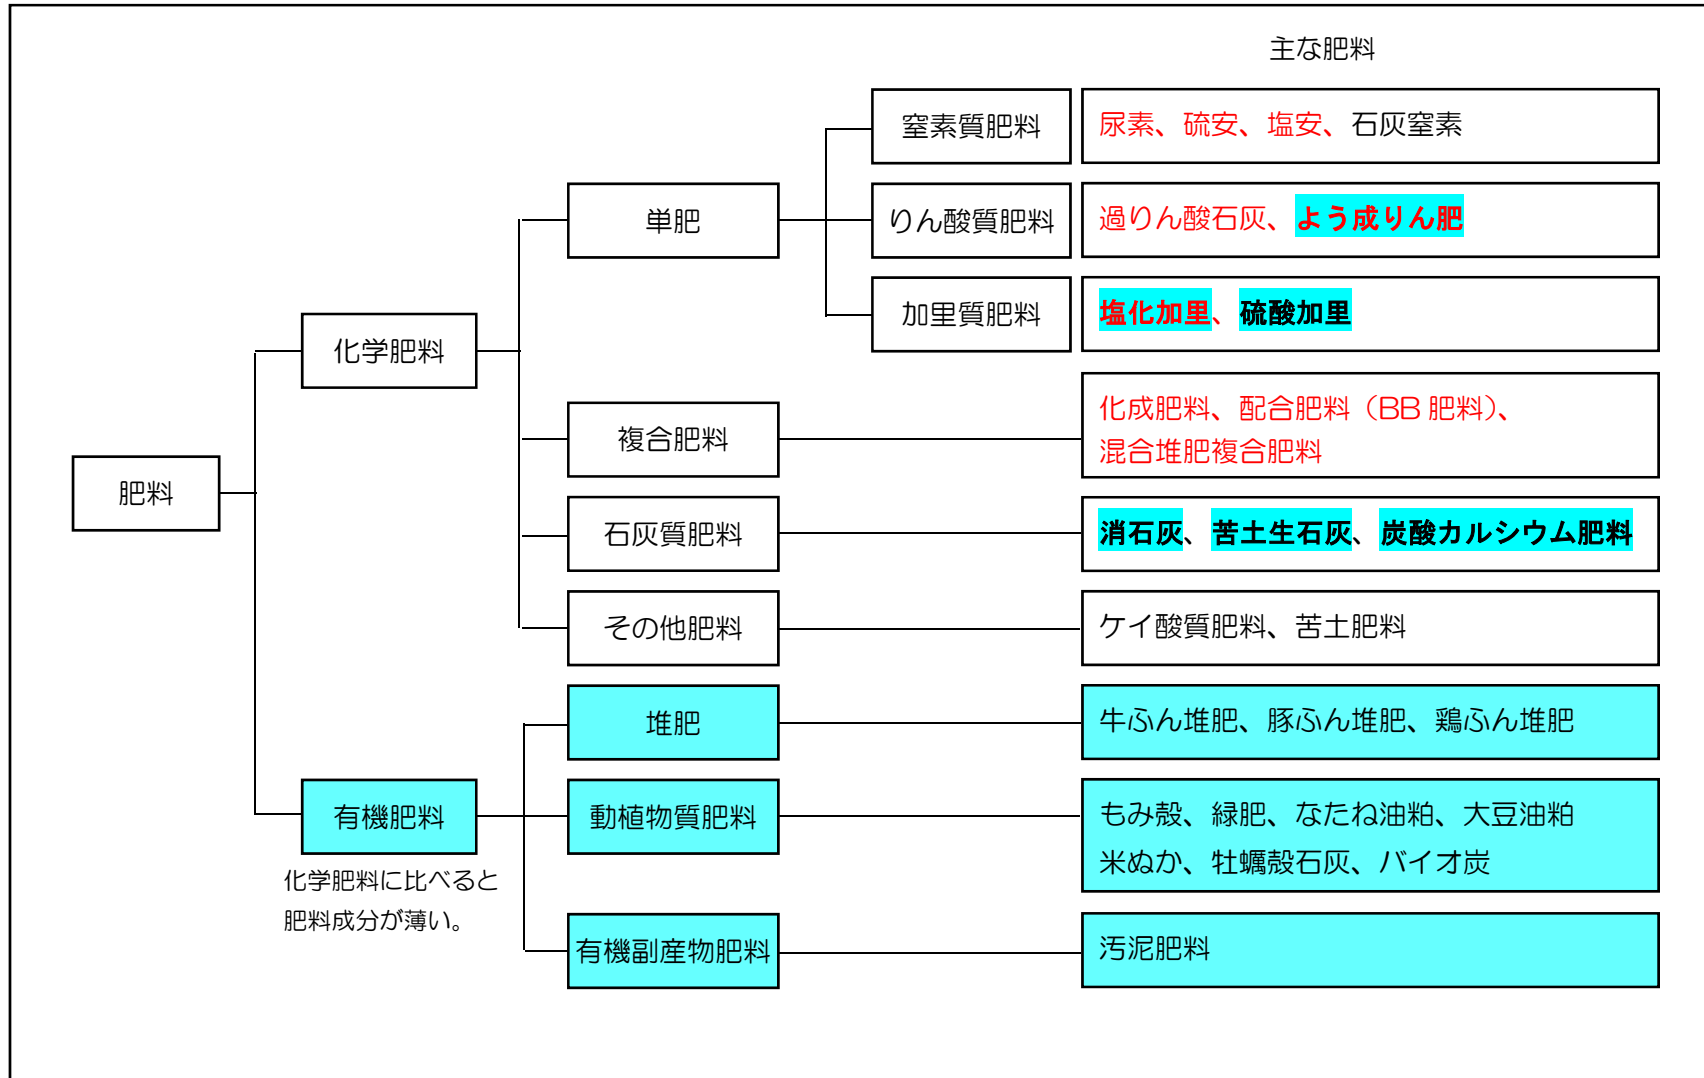 主な肥料
窒素質肥料
尿素、硫安、塩安、石灰窒素
単肥
りん酸質肥料
過りん酸石灰、よう成りん肥
加里質肥料
塩化加里、硫酸加里
化学肥料
複合肥料
化成肥料、配合肥料（BB 肥料）、
混合堆肥複合肥料
肥料
石灰質肥料
消石灰、苦土生石灰、炭酸カルシウム肥料
その他肥料
ケイ酸質肥料、苦土肥料
堆肥
牛ふん堆肥、豚ふん堆肥、鶏ふん堆肥
有機肥料
動植物質肥料
もみ殻、緑肥、なたね油粕、大豆油粕
米ぬか、牡蠣殻石灰、バイオ炭
化学肥料に比べると
肥料成分が薄い。
有機副産物肥料
汚泥肥料